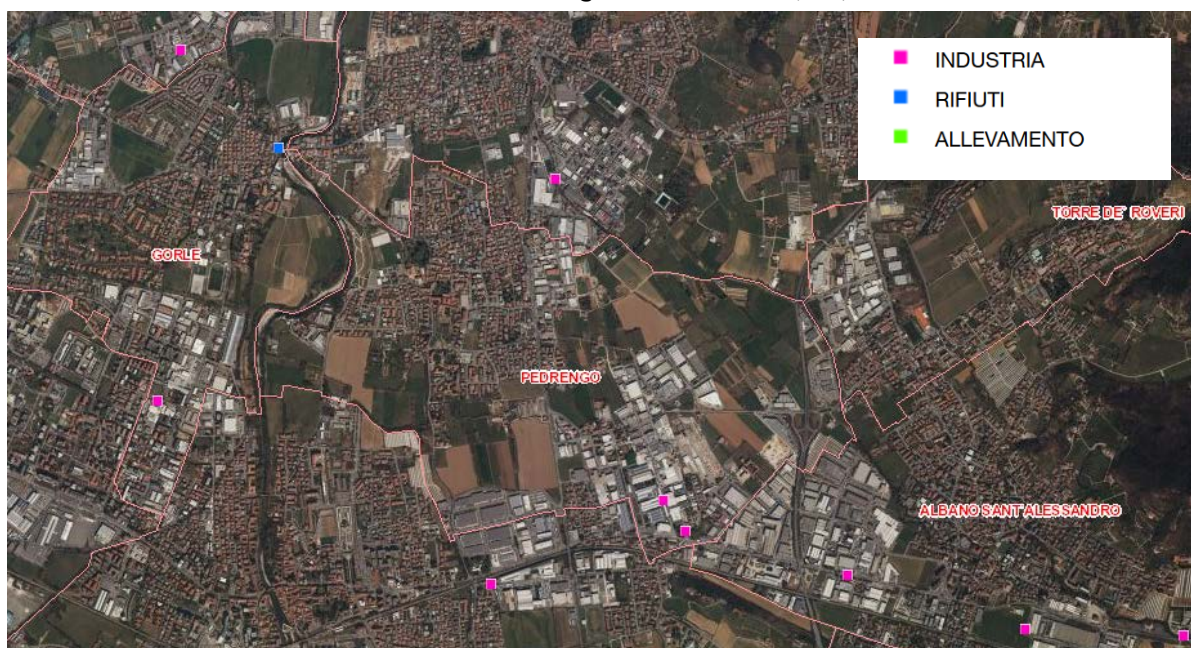 INDUSTRIA
RIFIUTI
ALLEVAMENTO
TORRE DE' ROVERI
GORLE
PEDRENGO
ALBANO SANT'ALESSANDRO